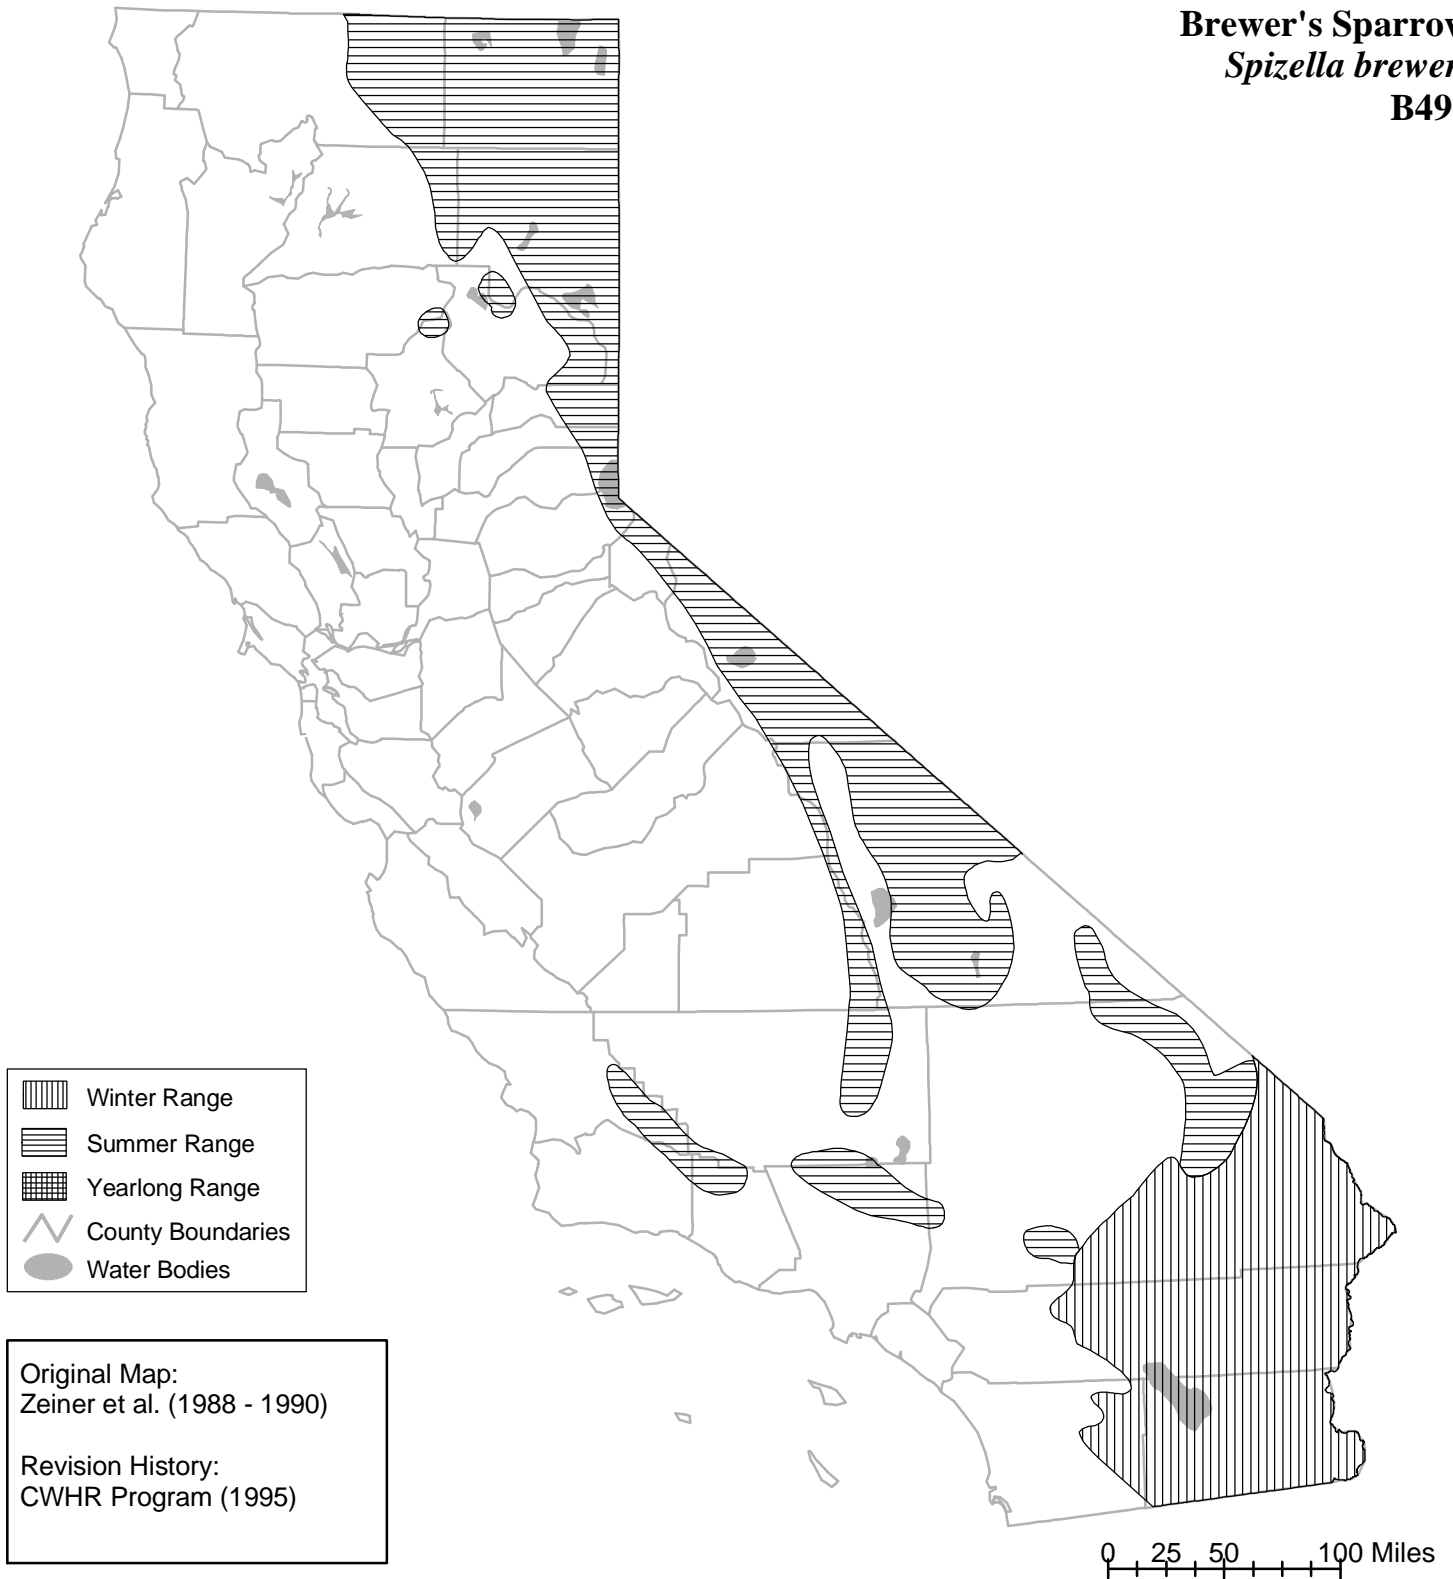 Brewer's Sparrow
Spizella brewer
B49
Winter Range
Summer Range
Yearlong Range
County Boundaries
Water Bodies
Original Map:
Zeiner et al. (1988 - 1990)
Revision History:
CWHR Program (1995)
0 25 50 100 Miles